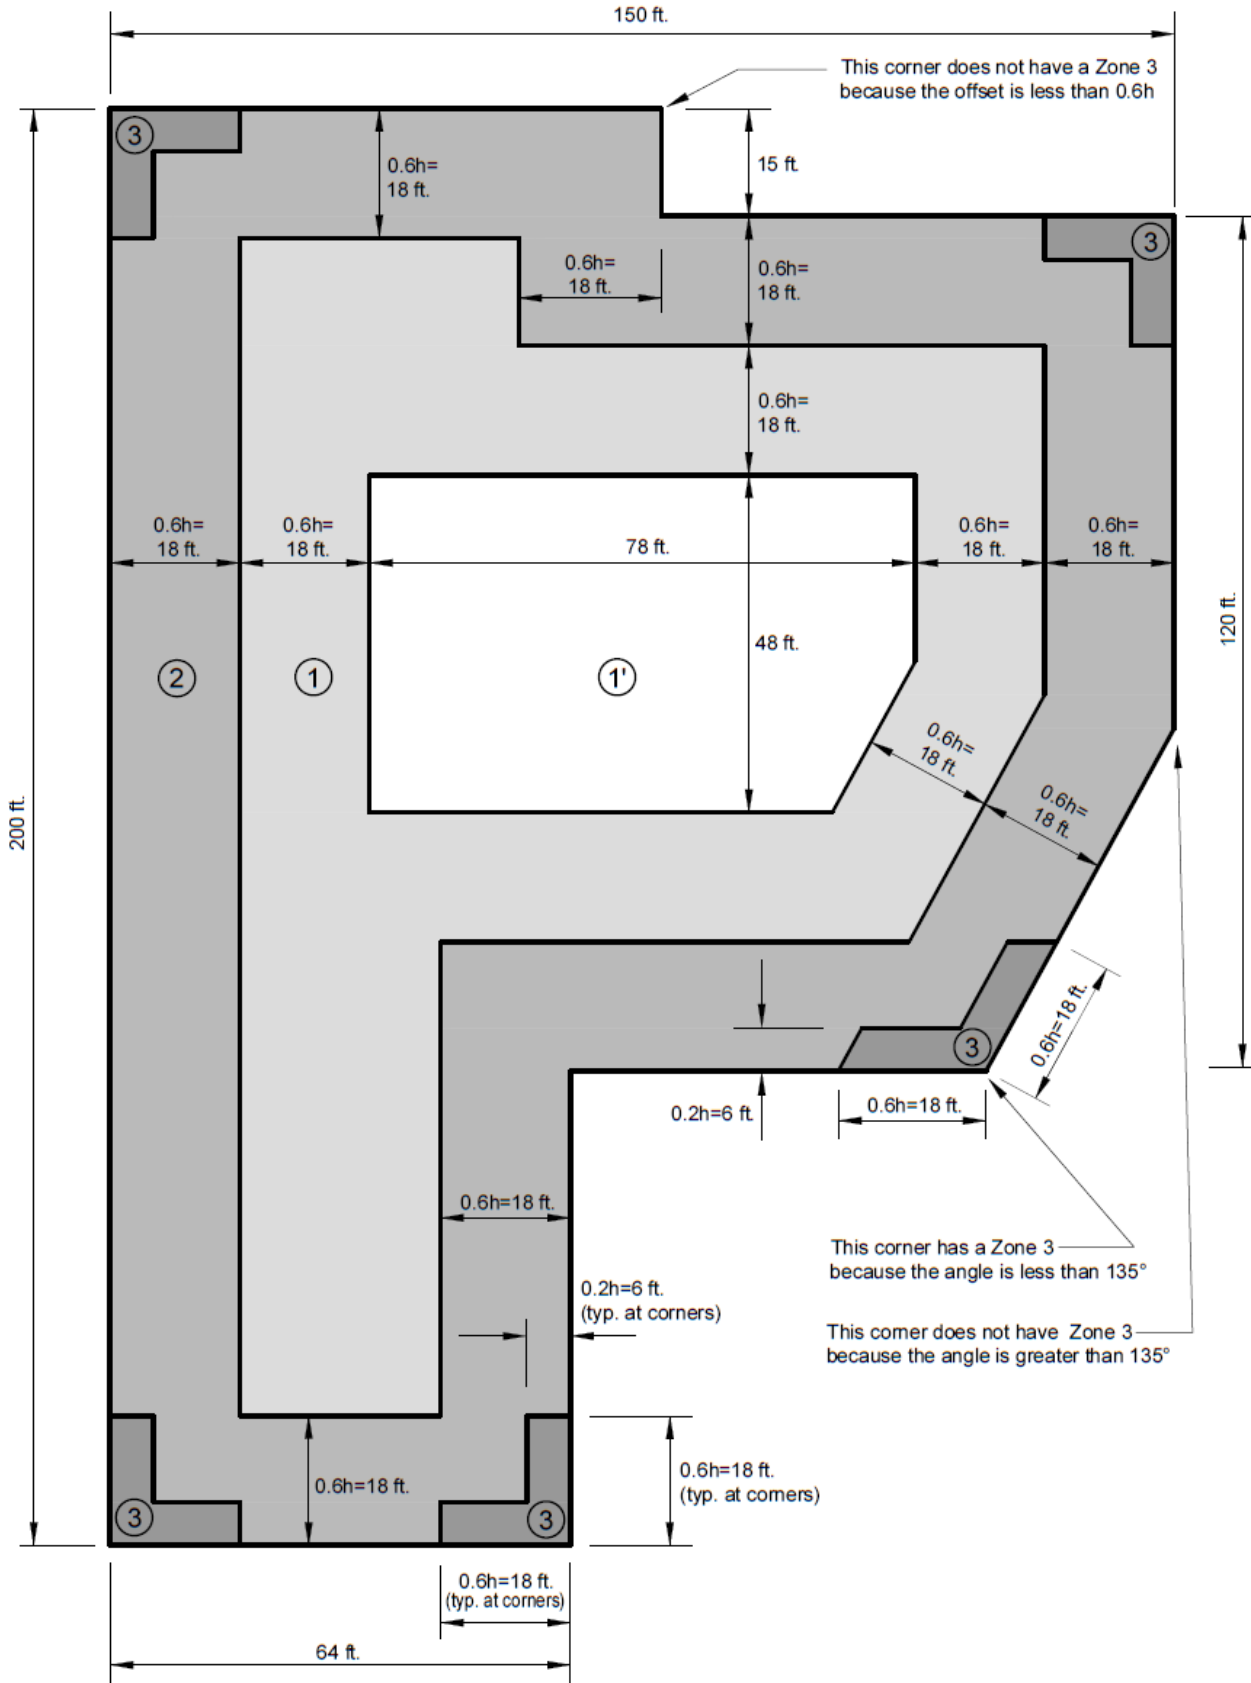 150 ft.
This corner does not have a Zone 3
because the offset is less than 0.6h
3
0.6h=
18 ft.
15 ft.
3
0.6h=
18 ft.
0.6h=
18 ft.
0.6h=
18 ft.
0.6h=
18 ft.
0.6h=
18 ft.
78 ft.
0.6h=
18 ft.
0.6h=
18 ft.
120 ft.
48 ft.
2
1
1'
0.6h=
18 ft.
0.6h=
18 ft.
200 ft.
3
0.6h=18 ft.
0.2h=6 ft
0.6h=18 ft.
0.6h=18 ft.
This corner has a Zone 3
because the angle is less than 135°
0.2h=6 ft.
(typ. at corners)
This corner does not have Zone 3
because the angle is greater than 135°
0.6h=18 ft.
0.6h=18 ft.
(typ. at corners)
3
3
0.6h=18 ft.
(typ. at corners)
64 ft.